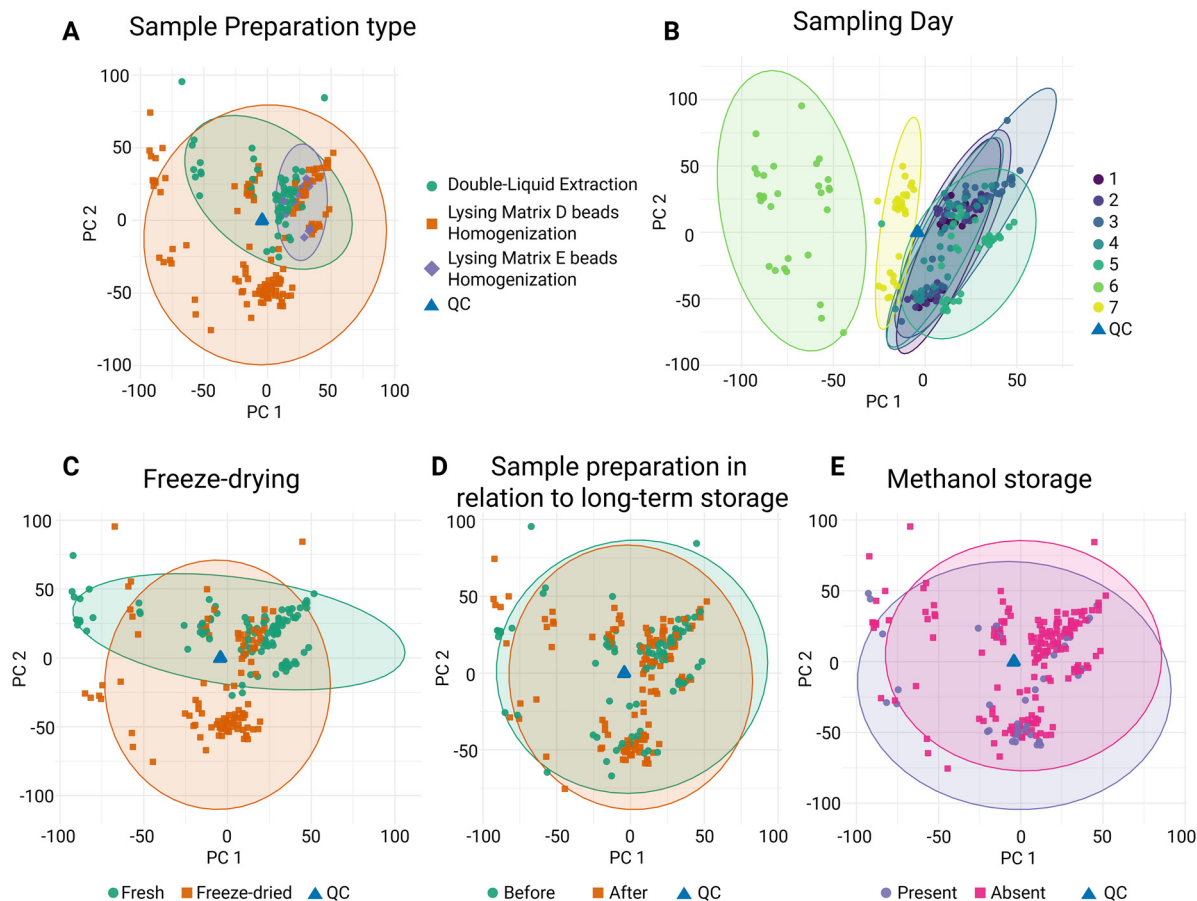 A
Sample Preparation type
100
50
0
-50
-100
PC 2
-100
-50
0
50
100
PC 1
Double-Liquid Extraction
Lysing Matrix D beads
Homogenization
Lysing Matrix E beads
Homogenization
QC
B
Sampling Day
100
50
0
-50
-100
PC 2
-100
-50
0
50
PC 1
1
2
3
4
5
6
7
QC
C
Freeze-drying
100
50
0
-50
-100
PC 2
-100
-50
0
50
100
PC 1
Fresh
Freeze-dried
QC
D
Sample preparation in
relation to long-term storage
100
50
0
-50
PC 2
-100
-50
0
50
100
PC 1
Before
After
QC
E
Methanol storage
100
50
0
-50
-100
PC 2
-100
-50
0
50
100
PC 1
Present
Absent
QC